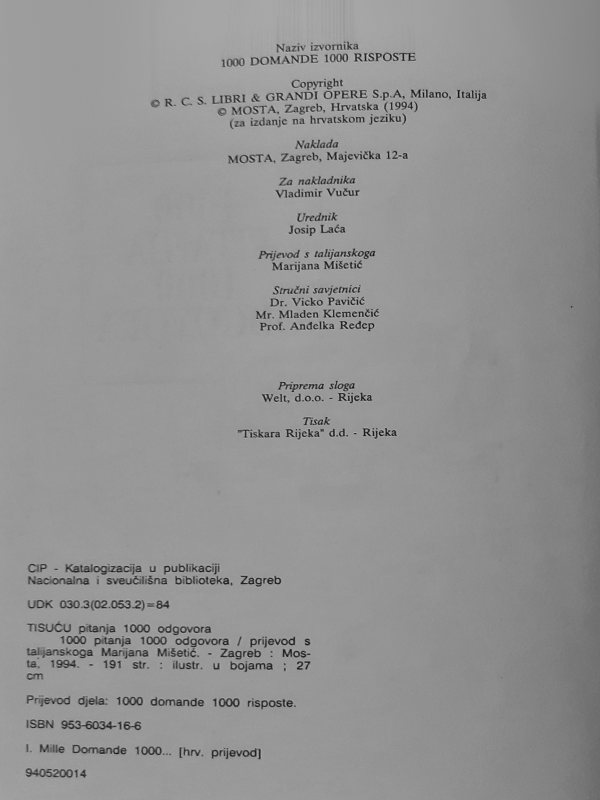 Naziv izvornika
1000 DOMANDE 1000 RISPOSTE
Copyright
© R. C. S. LIBRI & GRANDI OPERE S.p.A, Milano, Italija
© MOSTA, Zagreb, Hrvatska (1994)
(za izdanje na hrvatskom jeziku)
Naklada
MOSTA, Zagreb, Majevička 12-a
Za nakladnika
Vladimir Vučur
Urednik
Josip Laća
Prijevod s talijanskoga
Marijana Mišetić
Stručni savjetnici
Dr. Vicko Pavičić
Mr. Mladen Klemenčić
Prof. Anđelka Ređep
Priprema sloga
Welt, d.o.o. - Rijeka
Tisak
"Tiskara Rijeka" d.d. - Rijeka
CIP - Katalogizacija u publikaciji
Nacionalna i sveučilišna biblioteka, Zagreb
UDK 030.3(02.053.2)=84
TISUĆU pitanja 1000 odgovora
1000 pitanja 1000 odgovora / prijevod s
talijanskoga Marijana Mišetić. - Zagreb : Mos-
ta, 1994. - 191 str. : ilustr. u bojama ; 27
cm
Prijevod djela: 1000 domande 1000 risposte.
ISBN 953-6034-16-6
I. Mille Domande 1000... [hrv. prijevod]
940520014